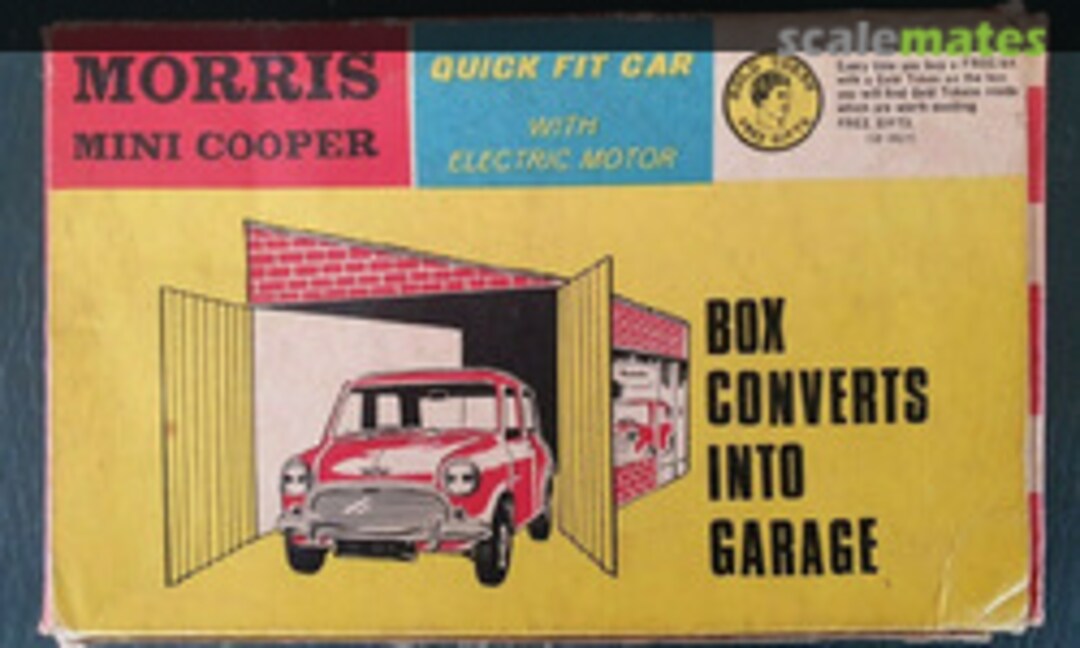 scalemates
MORRIS
MINI COOPER
QUICK FIT CAR
WITH
ELECTRIC MOTOR
GOLD TOKEN
FREE GIFTS
Every time you buy a FROG kit
with a Gold Token on the box
you will find Gold Tokens inside
which are worth
FREE GIFTS
BOX
CONVERTS
INTO
GARAGE